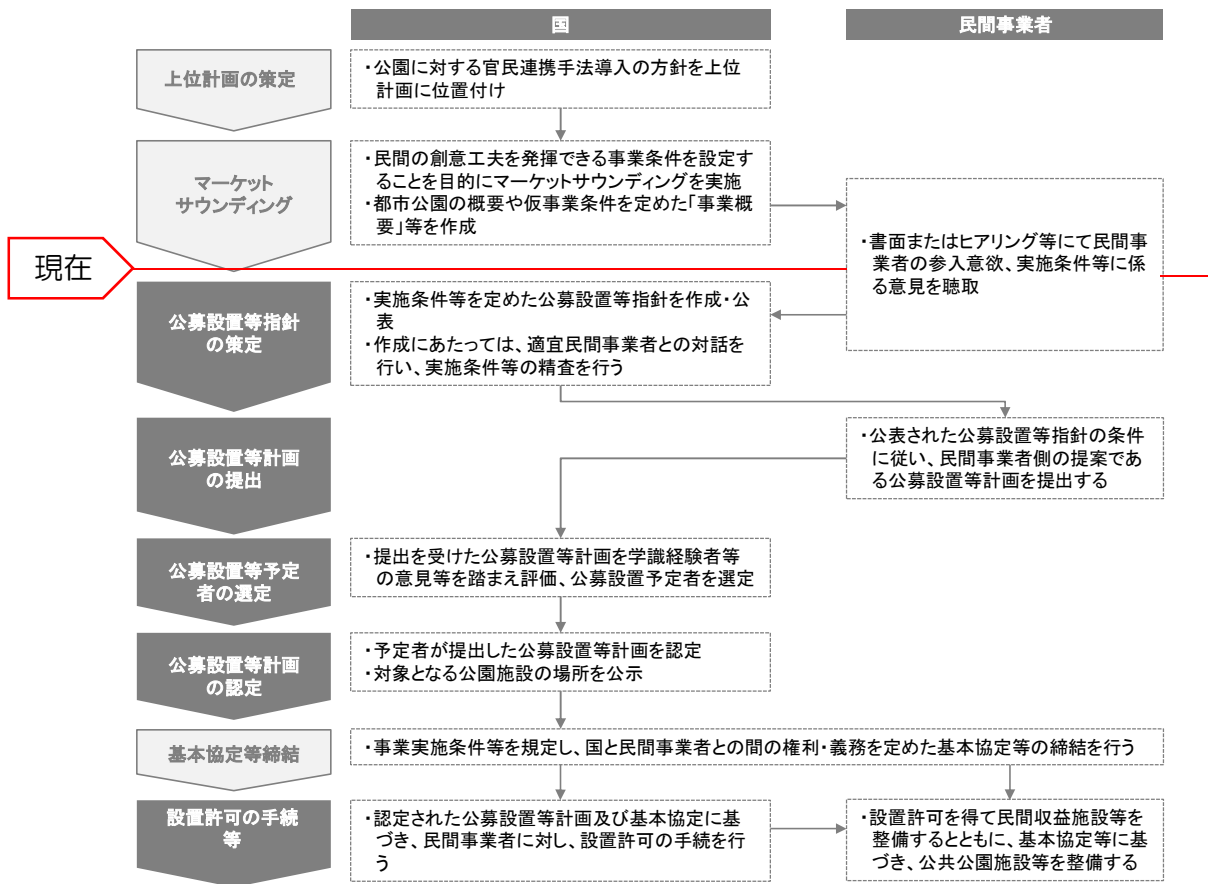 国
民間事業者
上位計画の策定
・公園に対する官民連携手法導入の方針を上位
計画に位置付け
マーケット
サウンディング
・民間の創意工夫を発揮できる事業条件を設定す
ることを目的にマーケットサウンディングを実施
・都市公園の概要や仮事業条件を定めた「事業概
要」等を作成
・書面またはヒアリング等にて民間事
業者の参入意欲、実施条件等に係
る意見を聴取
現在
公募設置等指針
の策定
・実施条件等を定めた公募設置等指針を作成・公
表
・作成にあたっては、適宜民間事業者との対話を
行い、実施条件等の精査を行う
公募設置等計画
の提出
・公表された公募設置等指針の条件
に従い、民間事業者側の提案であ
る公募設置等計画を提出する
公募設置等予定
者の選定
・提出を受けた公募設置等計画を学識経験者等
の意見等を踏まえ評価、公募設置予定者を選定
公募設置等計画
の認定
・予定者が提出した公募設置等計画を認定
・対象となる公園施設の場所を公示
基本協定等締結
・事業実施条件等を規定し、国と民間事業者との間の権利・義務を定めた基本協定等の締結を行う
設置許可の手続
等
・認定された公募設置等計画及び基本協定に基
づき、民間事業者に対し、設置許可の手続を行
う
・設置許可を得て民間収益施設等を
整備するとともに、基本協定等に基
づき、公共公園施設等を整備する